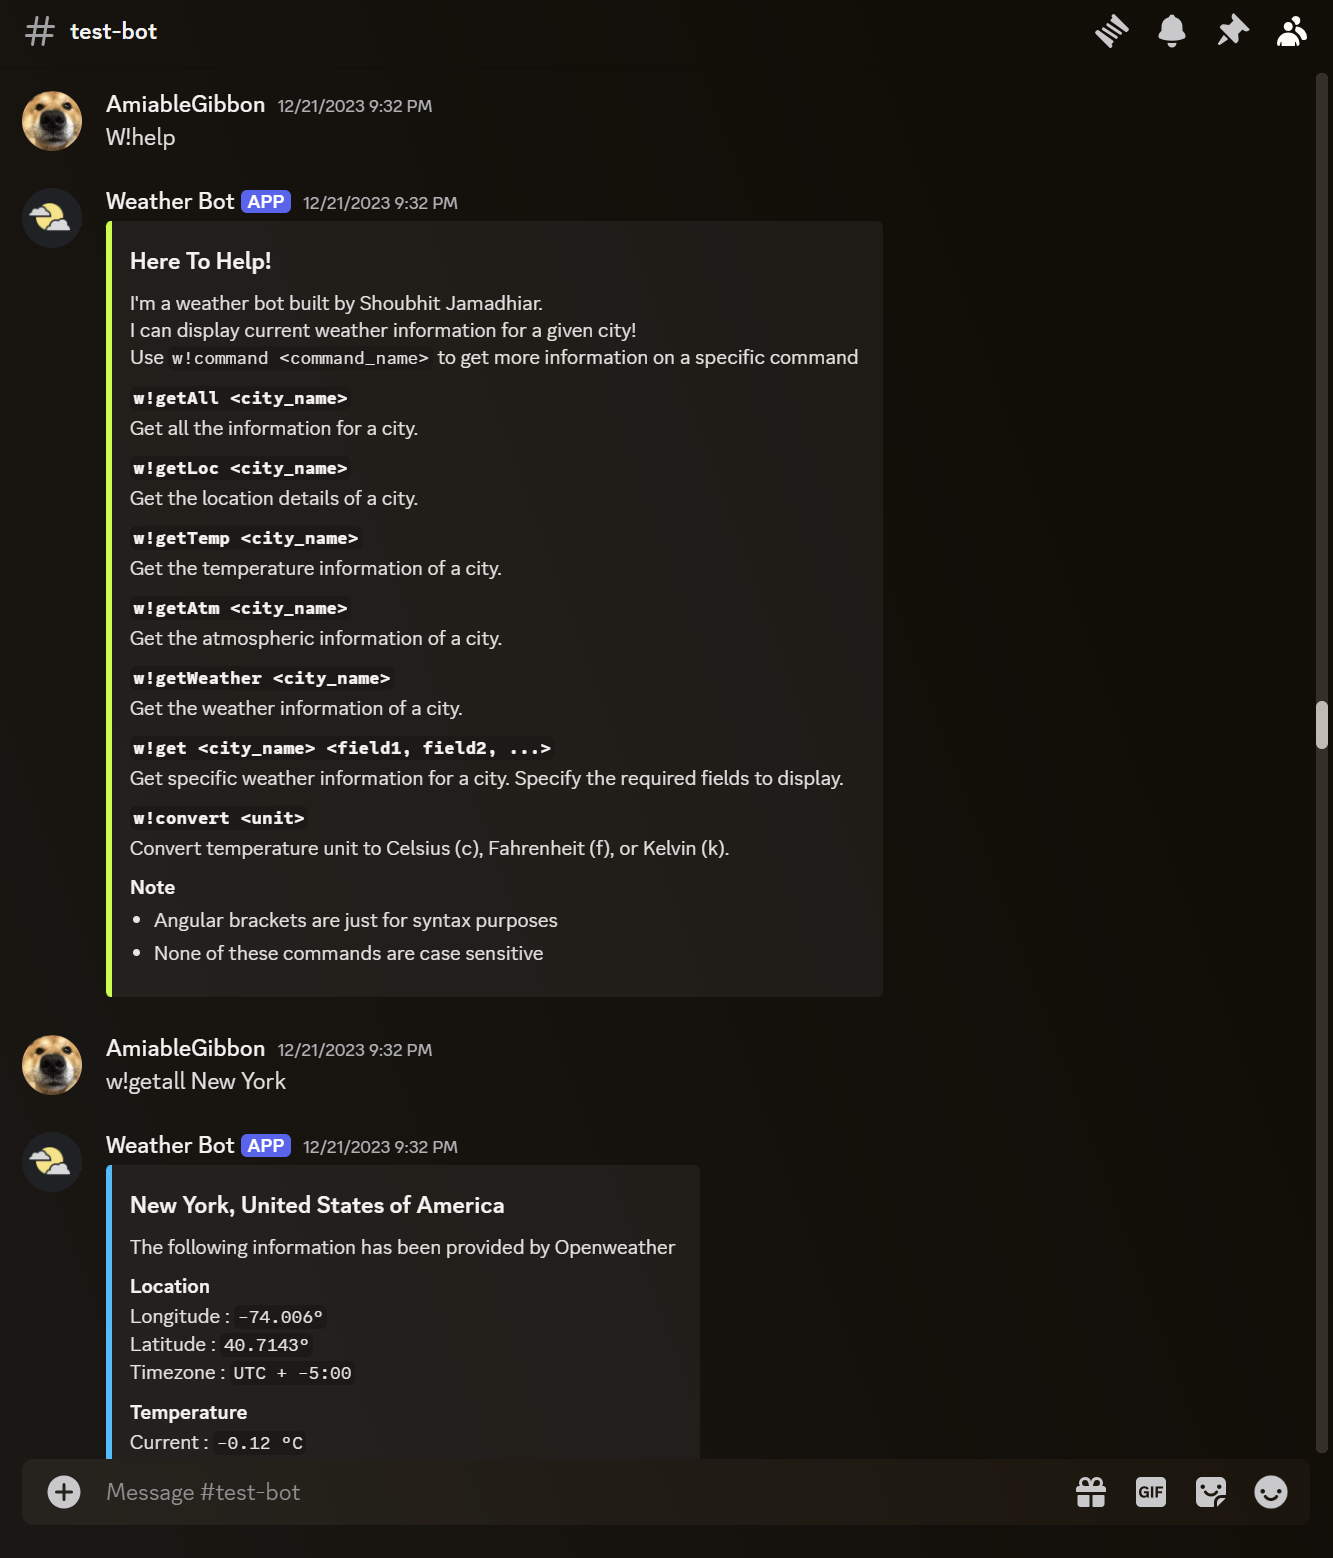 test-bot
AmiableGibbon 12/21/2023 9:32 PM
W!help
Weather Bot APP 12/21/2023 9:32 PM
Here To Help!
I'm a weather bot built by Shoubhit Jamadhiar.
I can display current weather information for a given city!
Use w!command <command_name> to get more information on a specific command
w!getAll <city_name>
Get all the information for a city.
w!getLoc <city_name>
Get the location details of a city.
w!getTemp <city_name>
Get the temperature information of a city.
w!getAtm <city_name>
Get the atmospheric information of a city.
w!getWeather <city_name>
Get the weather information of a city.
w!get <city_name> <field1, field2, ...>
Get specific weather information for a city. Specify the required fields to display.
w!convert <unit>
Convert temperature unit to Celsius (c), Fahrenheit (f), or Kelvin (k).
Note
• Angular brackets are just for syntax purposes
• None of these commands are case sensitive
AmiableGibbon 12/21/2023 9:32 PM
w!getall New York
Weather Bot APP 12/21/2023 9:32 PM
New York, United States of America
The following information has been provided by Openweather
Location
Longitude : -74.006º
Latitude : 40.7143º
Timezone : UTC + -5:00
Temperature
Current : -0.12 ºC
Message #test-bot
GIF